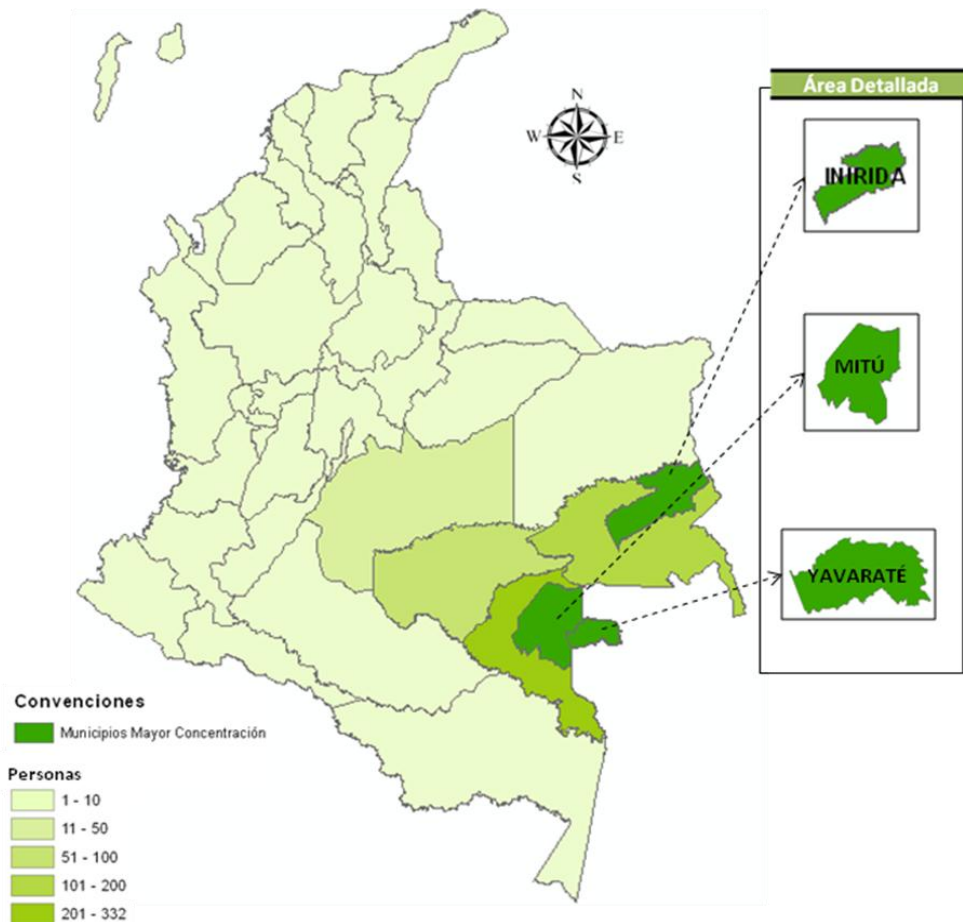 N
W E
S
Área Detallada
INÍRIDA
MITÚ
YAVARATÉ
Convenciones
Municipios Mayor Concentración
Personas
1 - 10
11 - 50
51 - 100
101 - 200
201 - 332